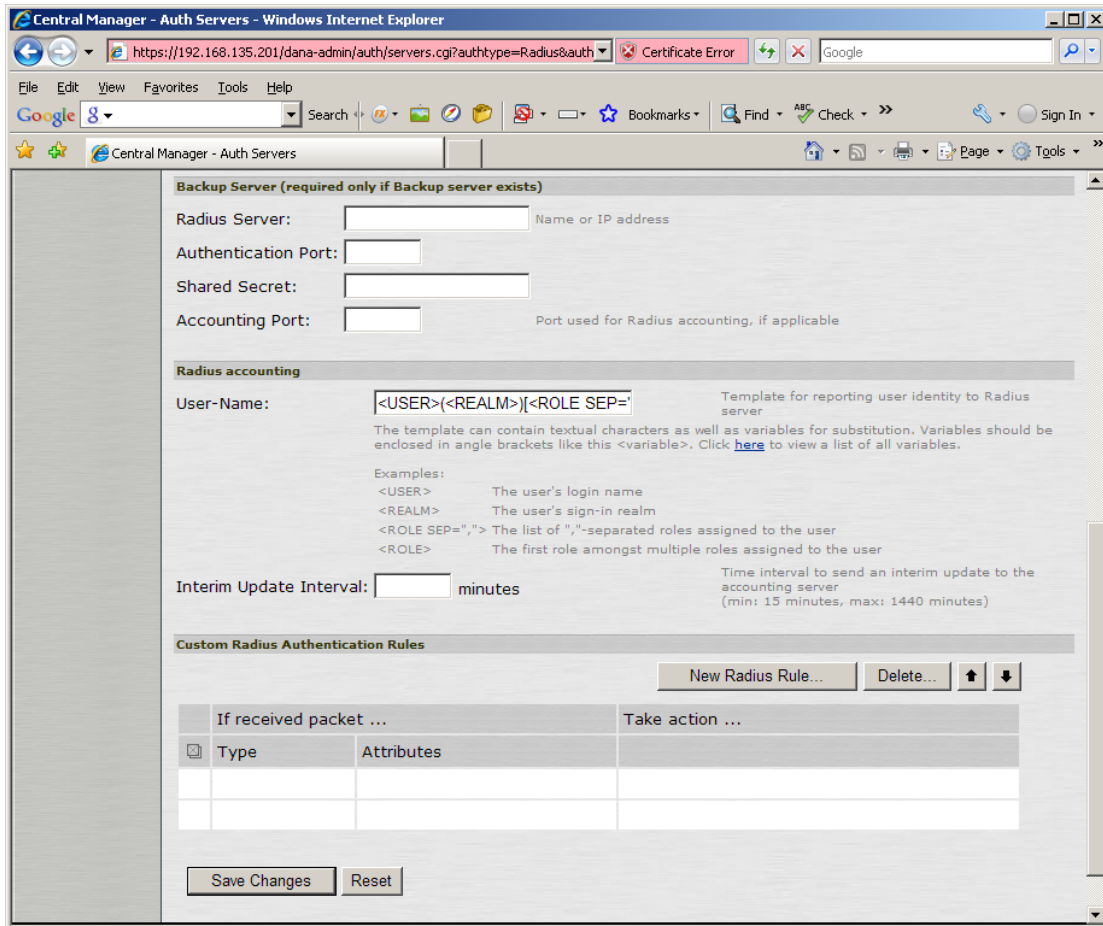 Central Manager - Auth Servers - Windows Internet Explorer
https://192.168.135.201/dana-admin/auth/servers.cgi?authtype=Radius&auth Certificate Error Google
File Edit View Favorites Tools Help
Google Search Bookmarks Find ABC Check >> Sign In
Central Manager - Auth Servers Page Tools >>
Backup Server (required only if Backup server exists)
Radius Server: Name or IP address
Authentication Port:
Shared Secret:
Accounting Port: Port used for Radius accounting, if applicable
Radius accounting
User-Name: <USER>(<REALM>)[<ROLE SEP=' Template for reporting user identity to Radius
server
The template can contain textual characters as well as variables for substitution. Variables should be
enclosed in angle brackets like this <variable>. Click here to view a list of all variables.
Examples:
<USER> The user's login name
<REALM> The user's sign-in realm
<ROLE SEP=","> The list of ","-separated roles assigned to the user
<ROLE> The first role amongst multiple roles assigned to the user
Interim Update Interval: minutes Time interval to send an interim update to the
accounting server
(min: 15 minutes, max: 1440 minutes)
Custom Radius Authentication Rules
New Radius Rule... Delete...
If received packet ... Take action ...
Type Attributes
Save Changes Reset